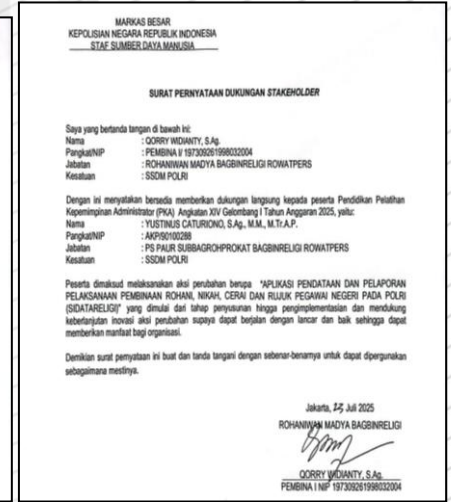 MARKAS BESAR
KEPOLISIAN NEGARA REPUBLIK INDONESIA
STAF SUMBER DAYA MANUSIA
SURAT PERNYATAAN DUKUNGAN STAKEHOLDER
Saya yang bertanda tangan di bawah ini:
Nama : QORRY WIDIANTY, S.Ag.
Pangkat/NIP : PEMBINA I/ 197309261998032004
Jabatan : ROHANIWAN MADYA BAGBINRELIGI ROWATPERS
Kesatuan : SSDM POLRI
Dengan ini menyatakan bersedia memberikan dukungan langsung kepada peserta Pendidikan Pelatihan
Kepemimpinan Administrator (PKA) Angkatan XIV Gelombang I Tahun Anggaran 2025, yaitu:
Nama : YUSTINUS CATURIONO, S.Ag., M.M., M.Tr.A.P.
Pangkat/NIP : AKP/90100288
Jabatan : PS PAUR SUBBAGROHPROKAT BAGBINRELIGI ROWATPERS
Kesatuan : SSDM POLRI
Peserta dimaksud melaksanakan aksi perubahan berupa "APLIKASI PENDATAAN DAN PELAPORAN
PELAKSANAAN PEMBINAAN ROHANI, NIKAH, CERAI DAN RUJUK PEGAWAI NEGERI PADA POLRI
(SIDATARELIGI)" yang dimulai dari tahap penyusunan hingga pengimplementasian dan mendukung
keberlanjutan inovasi aksi perubahan supaya dapat berjalan dengan lancar dan baik sehingga dapat
memberikan manfaat bagi organisasi.
Demikian surat pernyataan ini buat dan tanda tangani dengan sebenar-benarnya untuk dapat dipergunakan
sebagaimana mestinya.
Jakarta, 23 Juli 2025
ROHANIWAN MADYA BAGBINRELIGI
QORRY WIDIANTY, S.Ag.
PEMBINA I NIP 197309261998032004